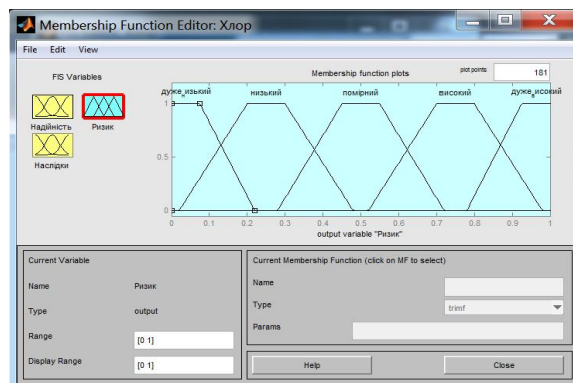 Membership Function Editor: Хлор
File Edit View
FIS Variables
Membership function plots
plot points
181
Надійність
Ризик
Наслідки
дуже_низький
низький
помірний
високий
дуже_високий
1
0.5
0
0 0.1 0.2 0.3 0.4 0.5 0.6 0.7 0.8 0.9 1
output variable "Ризик"
Current Variable
Name Ризик
Type output
Range [0 1]
Display Range [0 1]
Current Membership Function (click on MF to select)
Name
Type trimf
Params
Help
Close